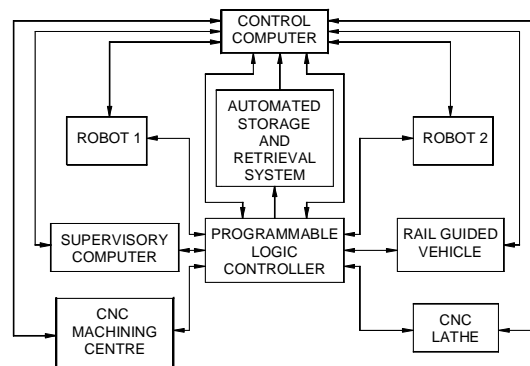 CONTROL
COMPUTER
AUTOMATED
STORAGE
AND
RETRIEVAL
SYSTEM
ROBOT 1
ROBOT 2
SUPERVISORY
COMPUTER
PROGRAMMABLE
LOGIC
CONTROLLER
RAIL GUIDED
VEHICLE
CNC
MACHINING
CENTRE
CNC
LATHE